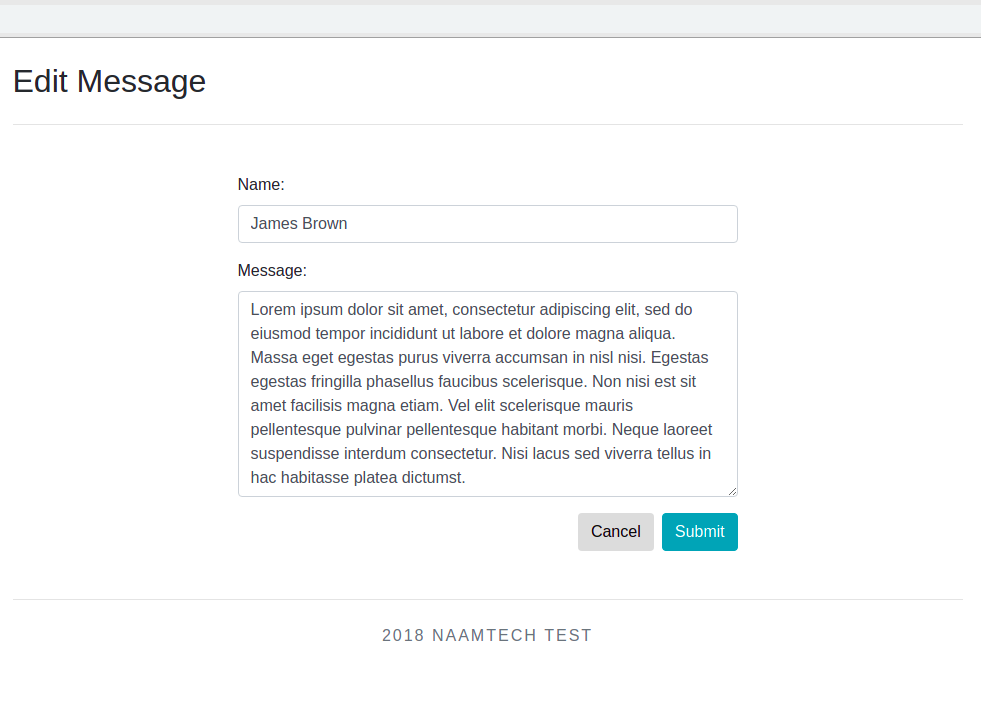 Edit Message
Name:
James Brown
Message:
Lorem ipsum dolor sit amet, consectetur adipiscing elit, sed do
eiusmod tempor incididunt ut labore et dolore magna aliqua.
Massa eget egestas purus viverra accumsan in nisl nisi. Egestas
egestas fringilla phasellus faucibus scelerisque. Non nisi est sit
amet facilisis magna etiam. Vel elit scelerisque mauris
pellentesque pulvinar pellentesque habitant morbi. Neque laoreet
suspendisse interdum consectetur. Nisi lacus sed viverra tellus in
hac habitasse platea dictumst.
Cancel Submit
2018 NAAMTECH TEST